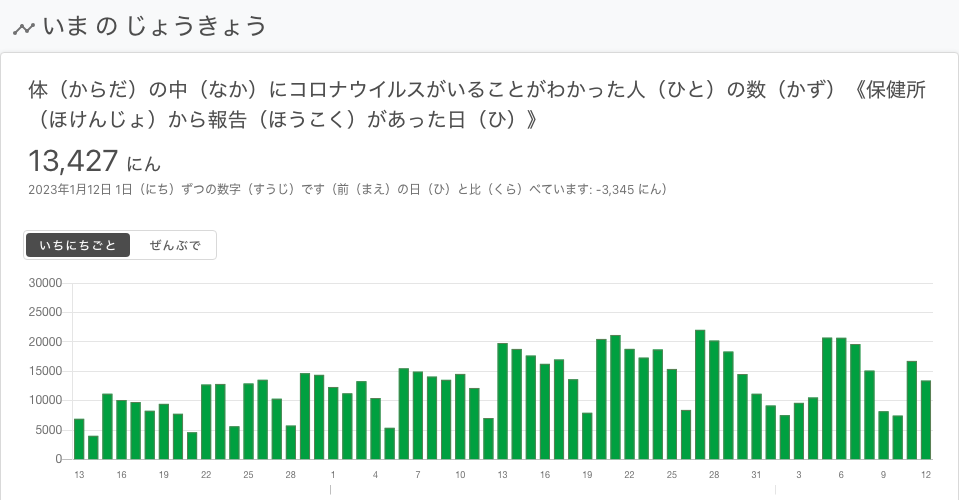 いま の じょうきょう
体（からだ）の中（なか）にコロナウイルスがいることがわかった人（ひと）の数（かず）《保健所
（ほけんじょ）から報告（ほうこく）があった日（ひ）》
13,427 にん
2023年1月12日 1日（にち）ずつの数字（すうじ）です（前（まえ）の日（ひ）と比（くら）べています: -3,345 にん）
いちにちごと ぜんぶで
30000
25000
20000
15000
10000
5000
0
13 16 19 22 25 28 1 4 7 10 13 16 19 22 25 28 31 3 6 9 12